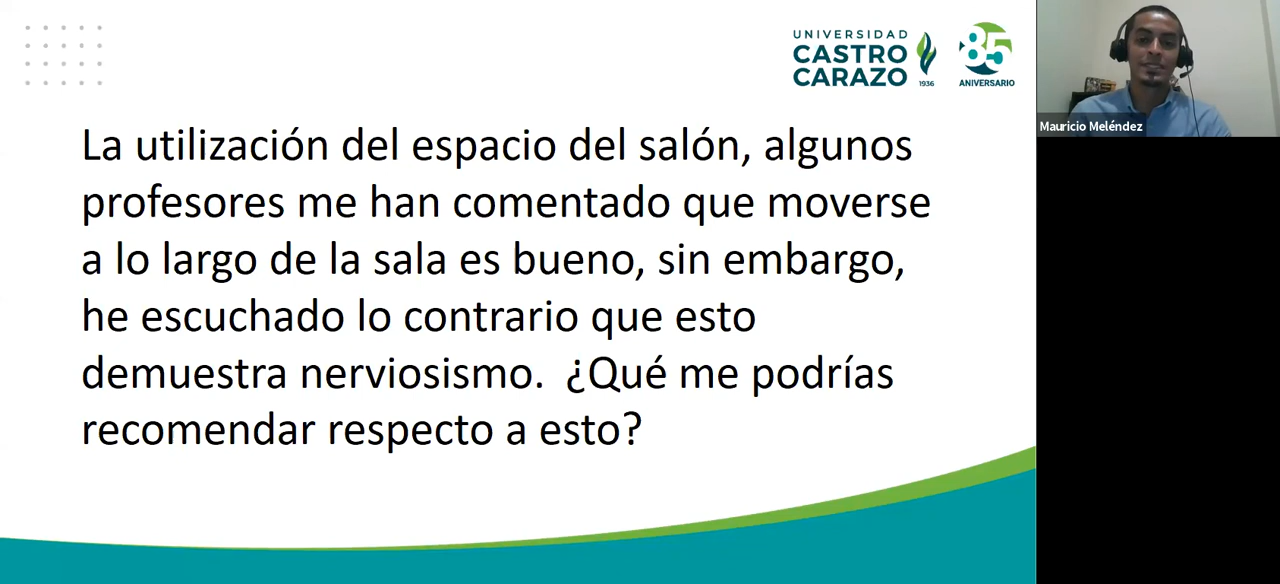 UNIVERSIDAD
CASTRO
CARAZO
1936
85
ANIVERSARIO
Mauricio Meléndez
La utilización del espacio del salón, algunos
profesores me han comentado que moverse
a lo largo de la sala es bueno, sin embargo,
he escuchado lo contrario que esto
demuestra nerviosismo.  ¿Qué me podrías
recomendar respecto a esto?